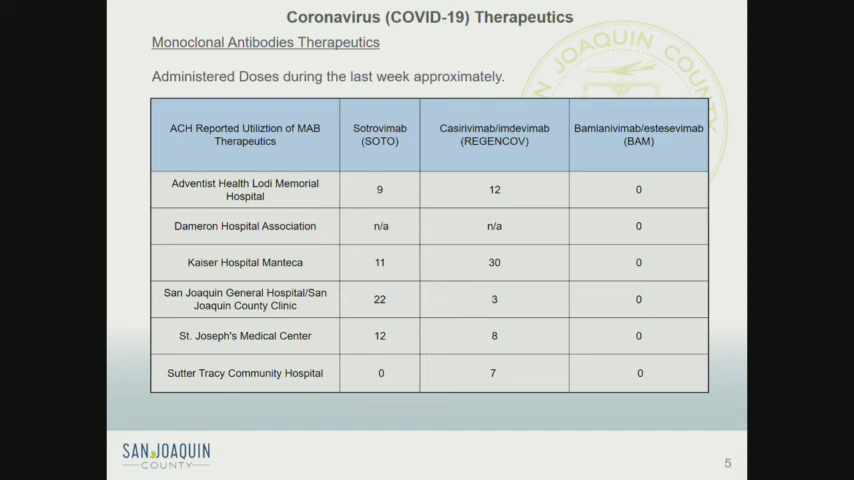 Coronavirus (COVID-19) Therapeutics
Monoclonal Antibodies Therapeutics
Administered Doses during the last week approximately.
SAN JOAQUIN COUNTY
ACH Reported Utiliztion of MAB
Therapeutics
Sotrovimab
(SOTO)
Casirivimab/imdevimab
(REGENCOV)
Bamlanivimab/estesevimab
(BAM)
Adventist Health Lodi Memorial
Hospital
9
12
0
Dameron Hospital Association
n/a
n/a
0
Kaiser Hospital Manteca
11
30
0
San Joaquin General Hospital/San
Joaquin County Clinic
22
3
0
St. Joseph's Medical Center
12
8
0
Sutter Tracy Community Hospital
0
7
0
SAN JOAQUIN
COUNTY
5